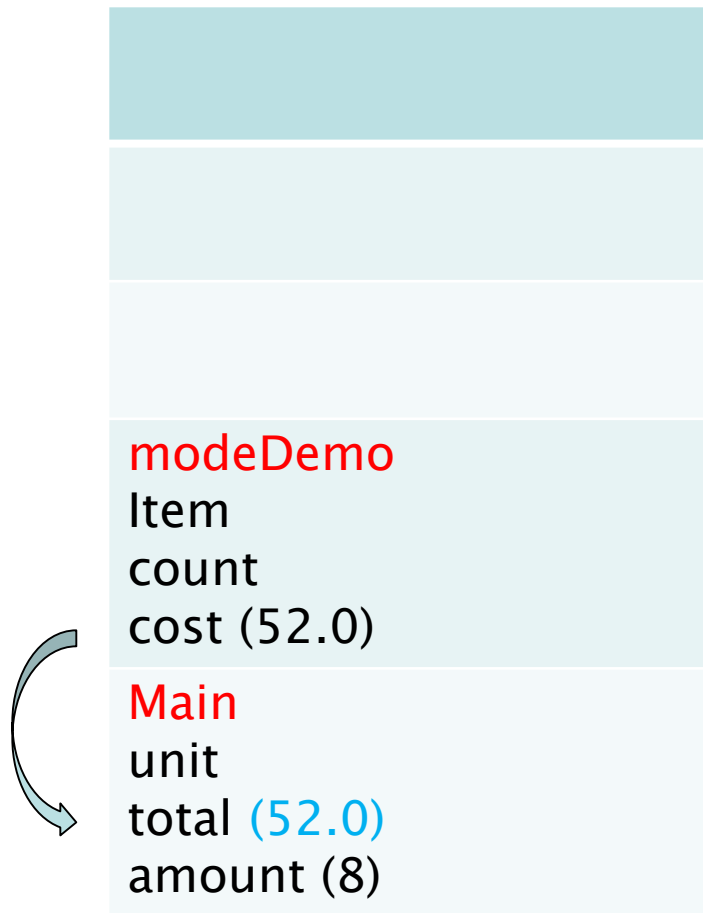 modeDemo
Item
count
cost (52.0)
Main
unit
total (52.0)
amount (8)